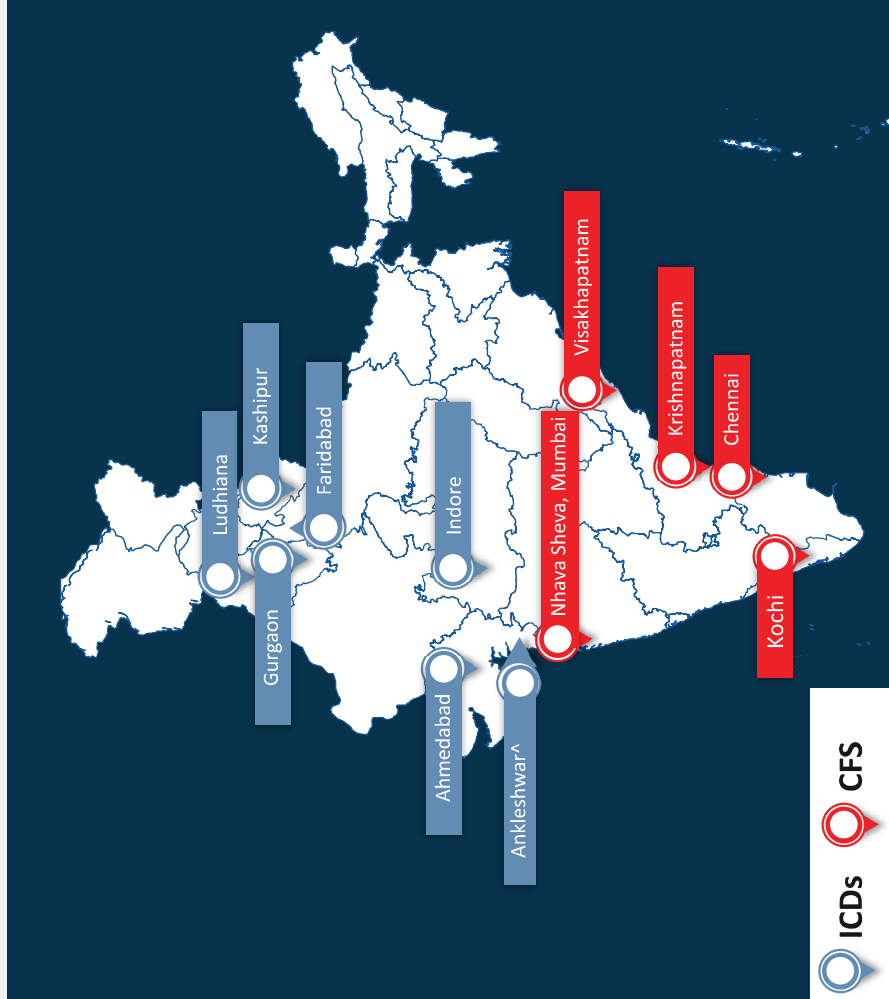 Ludhiana
Kashipur
Gurgaon
Faridabad
Indore
Ahmedabad
Ankleshwar^
Nhava Sheva, Mumbai
Visakhapatnam
Krishnapatnam
Chennai
Kochi
ICDs
CFS